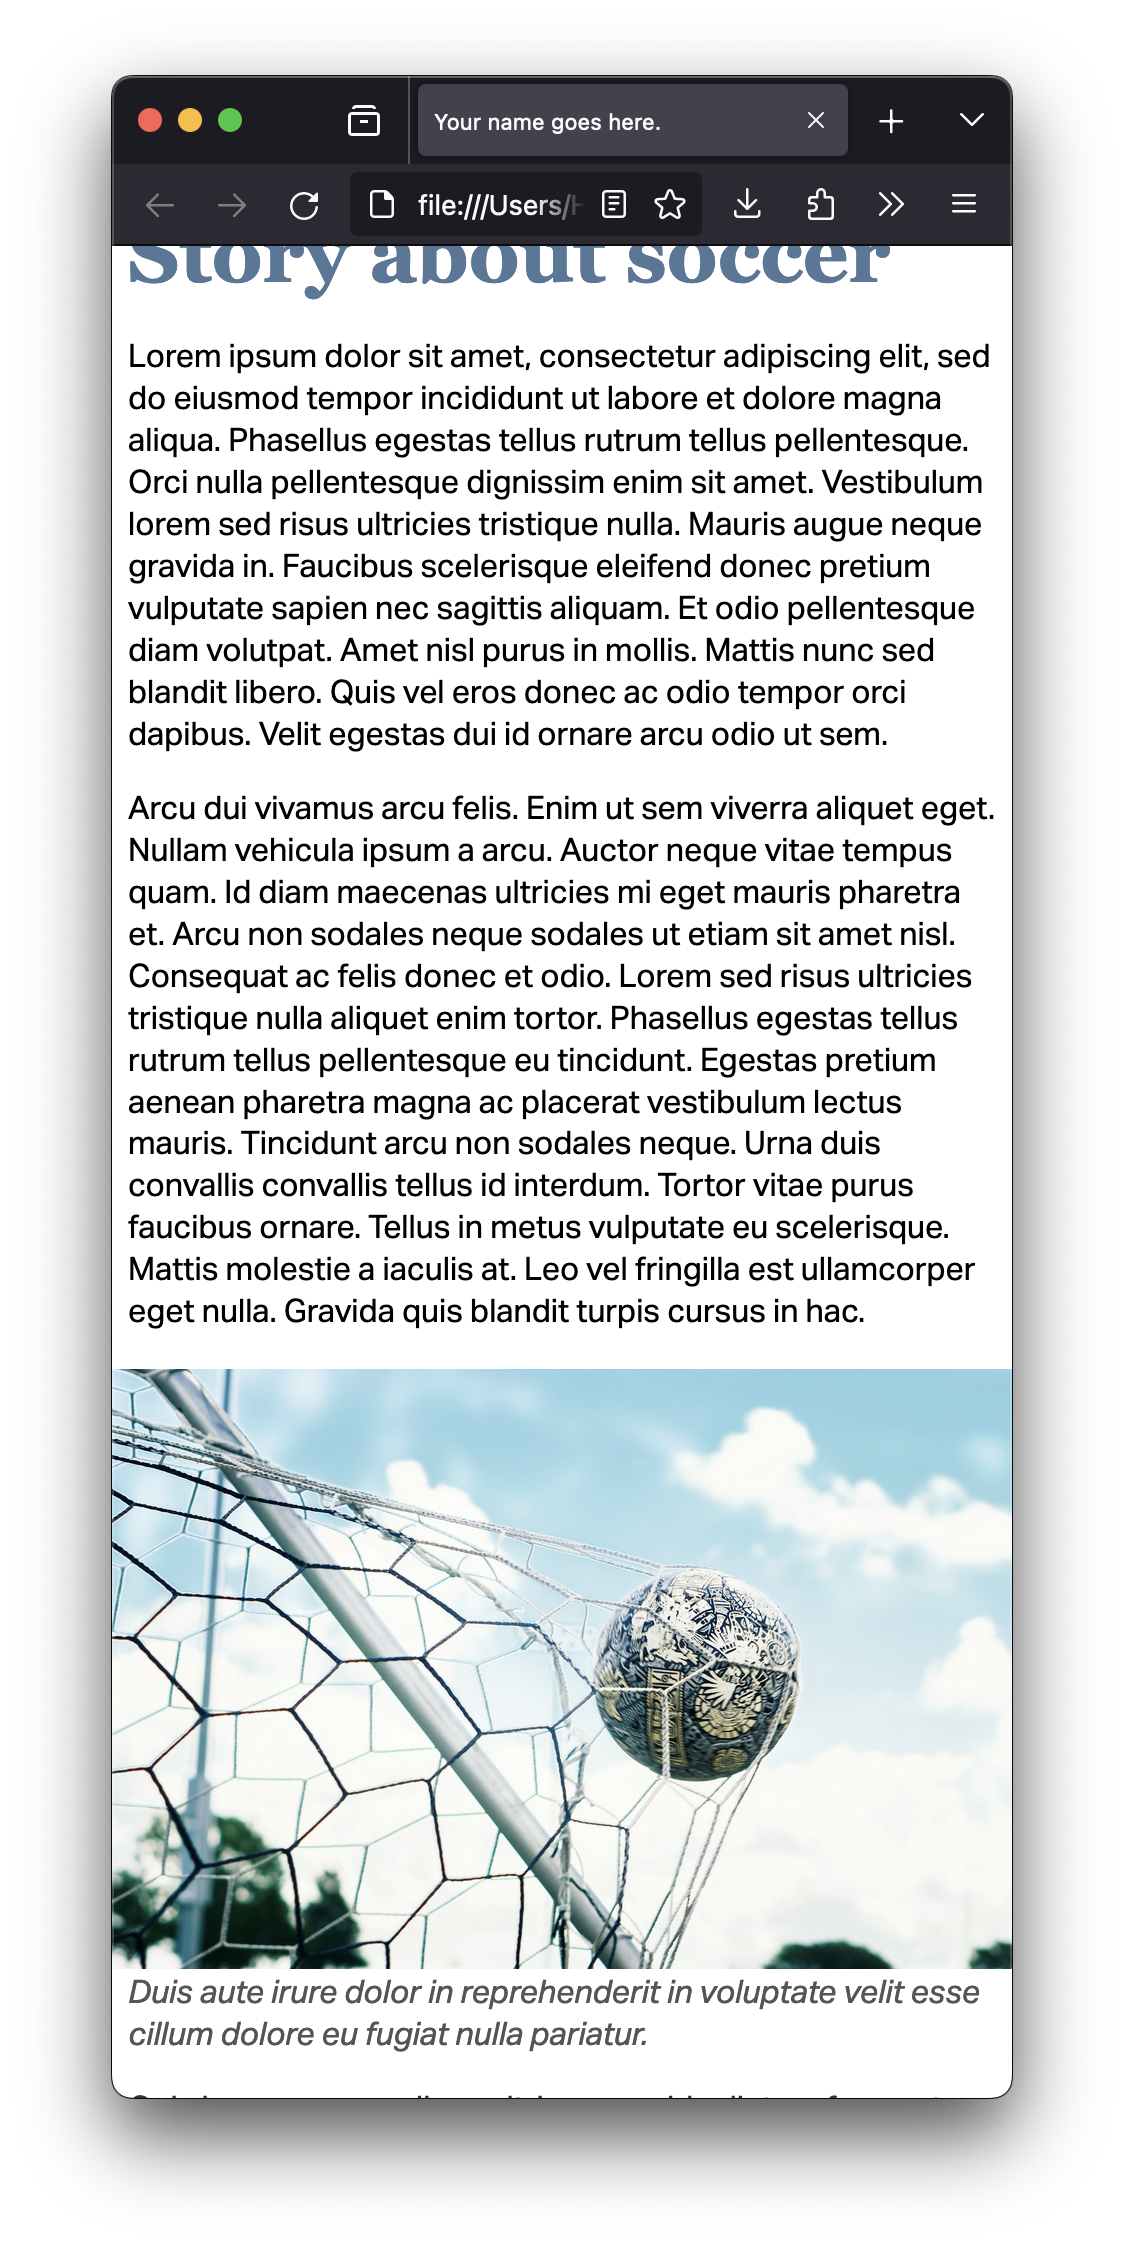 Your name goes here.
file:///Users/
Story about soccer
Lorem ipsum dolor sit amet, consectetur adipiscing elit, sed
do eiusmod tempor incididunt ut labore et dolore magna
aliqua. Phasellus egestas tellus rutrum tellus pellentesque.
Orci nulla pellentesque dignissim enim sit amet. Vestibulum
lorem sed risus ultricies tristique nulla. Mauris augue neque
gravida in. Faucibus scelerisque eleifend donec pretium
vulputate sapien nec sagittis aliquam. Et odio pellentesque
diam volutpat. Amet nisl purus in mollis. Mattis nunc sed
blandit libero. Quis vel eros donec ac odio tempor orci
dapibus. Velit egestas dui id ornare arcu odio ut sem.
Arcu dui vivamus arcu felis. Enim ut sem viverra aliquet eget.
Nullam vehicula ipsum a arcu. Auctor neque vitae tempus
quam. Id diam maecenas ultricies mi eget mauris pharetra
et. Arcu non sodales neque sodales ut etiam sit amet nisl.
Consequat ac felis donec et odio. Lorem sed risus ultricies
tristique nulla aliquet enim tortor. Phasellus egestas tellus
rutrum tellus pellentesque eu tincidunt. Egestas pretium
aenean pharetra magna ac placerat vestibulum lectus
mauris. Tincidunt arcu non sodales neque. Urna duis
convallis convallis tellus id interdum. Tortor vitae purus
faucibus ornare. Tellus in metus vulputate eu scelerisque.
Mattis molestie a iaculis at. Leo vel fringilla est ullamcorper
eget nulla. Gravida quis blandit turpis cursus in hac.
Duis aute irure dolor in reprehenderit in voluptate velit esse
cillum dolore eu fugiat nulla pariatur.